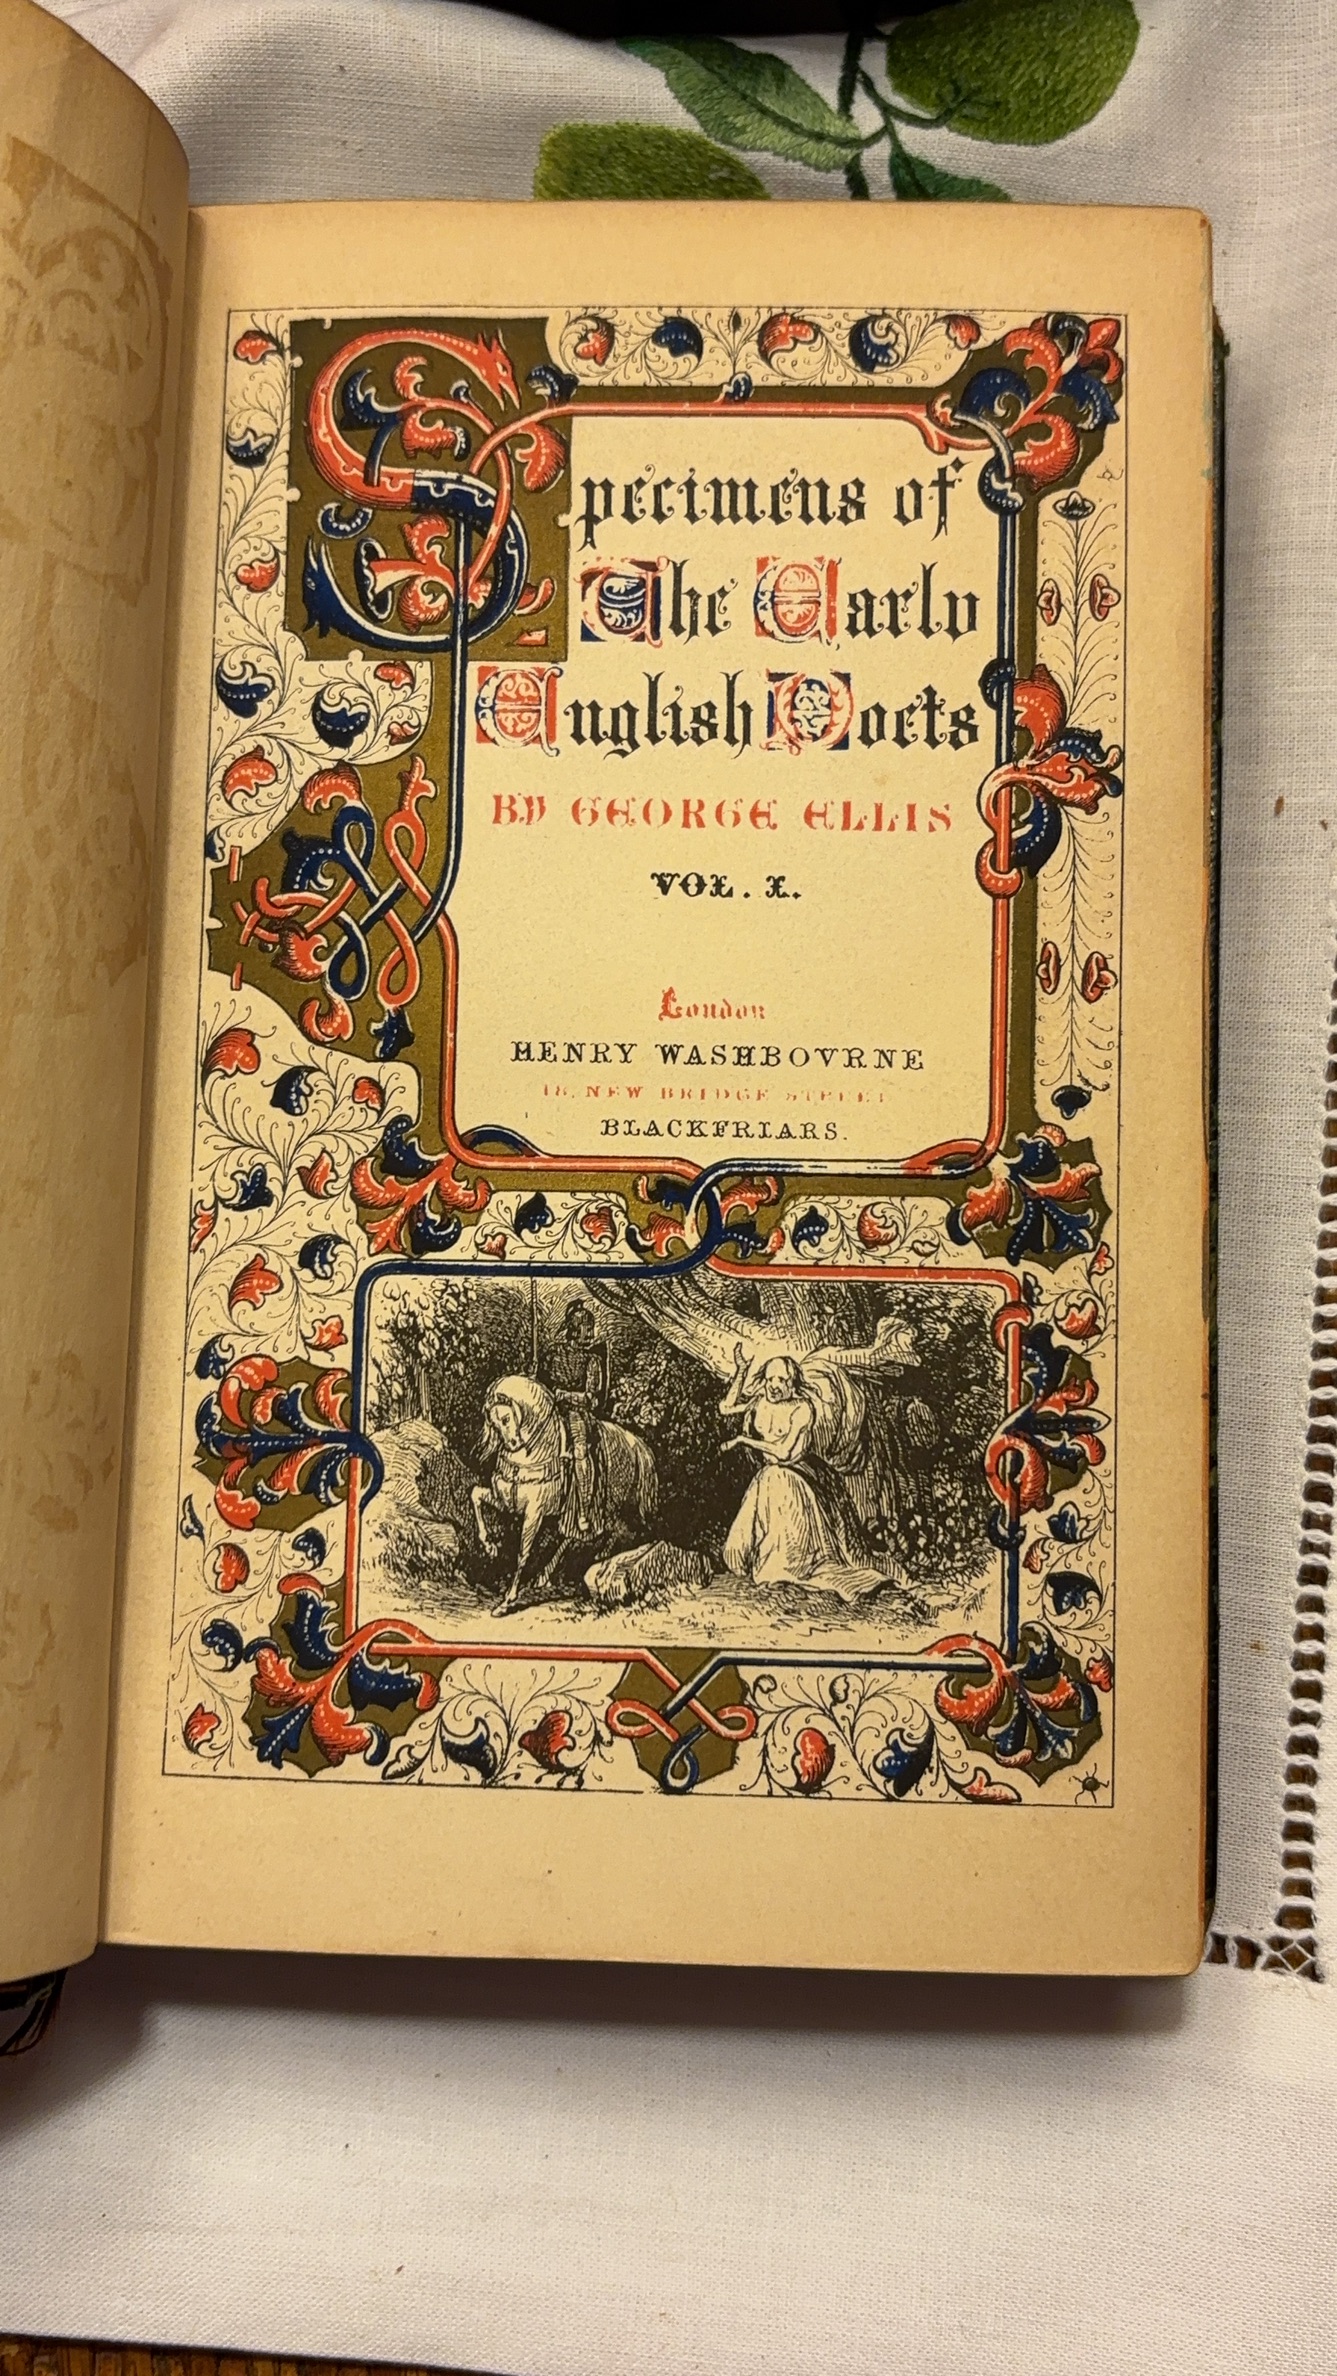 Specimens of
The Early
English Poets
BY GEORGE ELLIS
VOL. I.
London
HENRY WASHBOVRNE
18, NEW BRIDGE STREET
BLACKFRIARS.